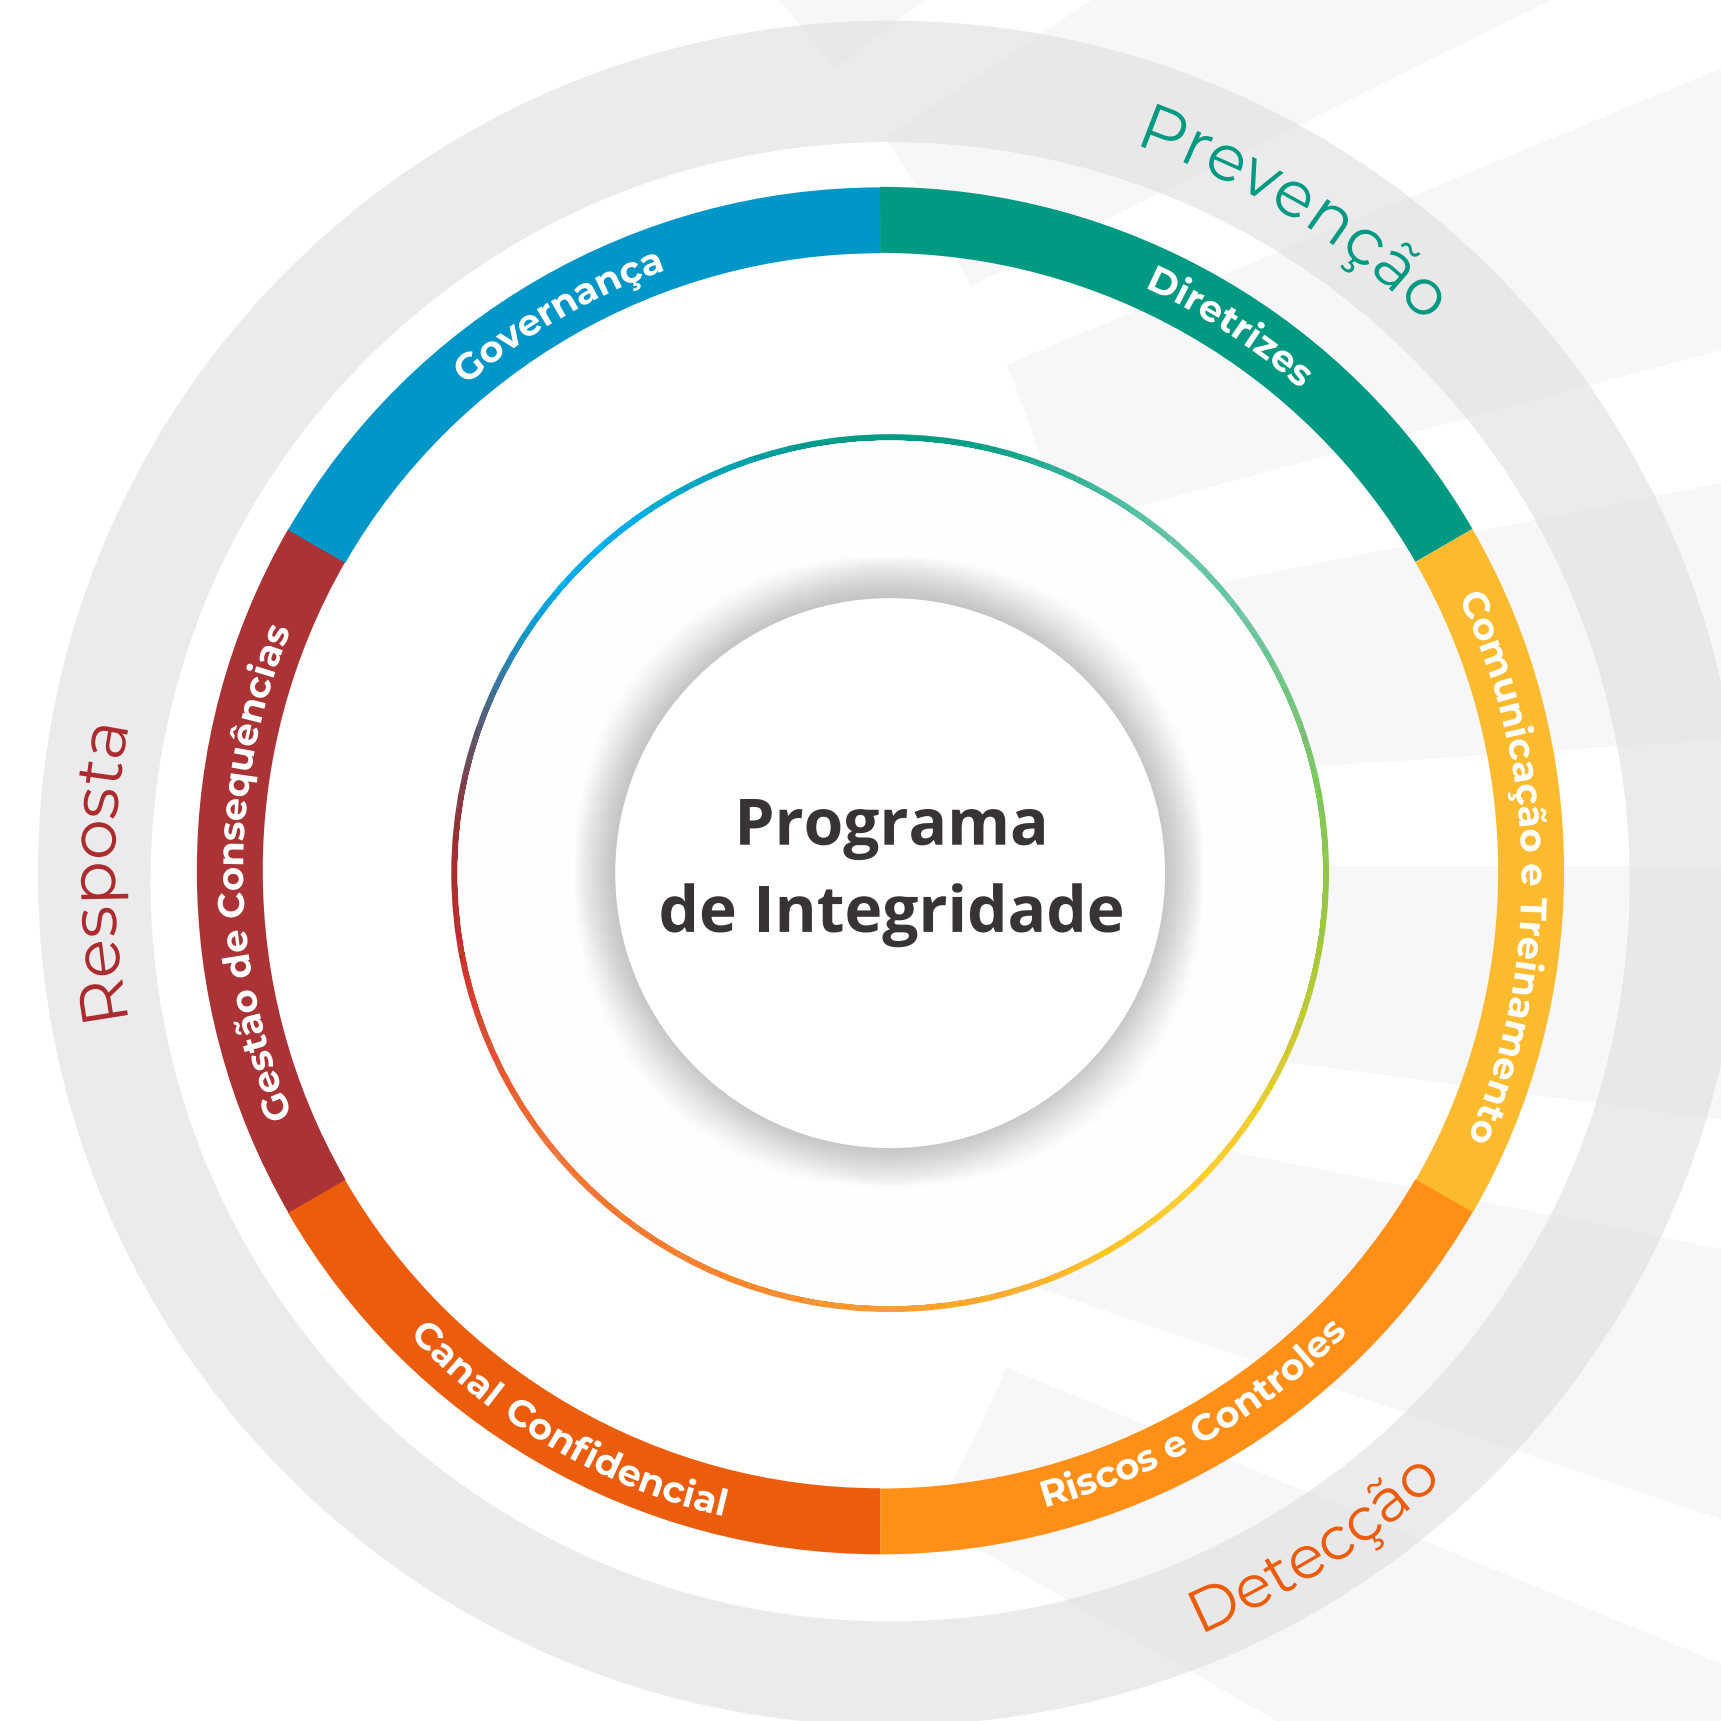 Prevenção
Governança
Diretrizes
Comunicação e Treinamento
Gestão de Consequências
Resposta
Programa
de Integridade
Canal Confidencial
Riscos e Controles
Detecção